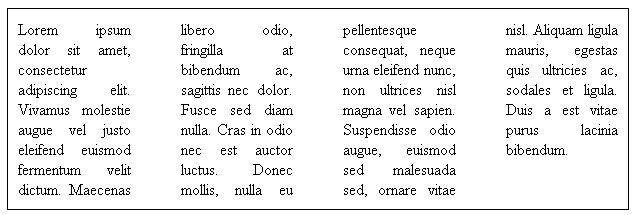 Lorem ipsum
dolor sit amet,
consectetur
adipiscing elit.
Vivamus molestie
augue vel justo
eleifend euismod
fermentum velit
dictum. Maecenas
libero odio,
fringilla at
bibendum ac,
sagittis nec dolor.
Fusce sed diam
nulla. Cras in odio
nec est auctor
luctus. Donec
mollis, nulla eu
pellentesque
consequat, neque
urna eleifend nunc,
non ultrices nisl
magna vel sapien.
Suspendisse odio
augue, euismod
sed malesuada
sed, ornare vitae
nisl. Aliquam ligula
mauris, egestas
quis ultricies ac,
sodales et ligula.
Duis a est vitae
purus lacinia
bibendum.